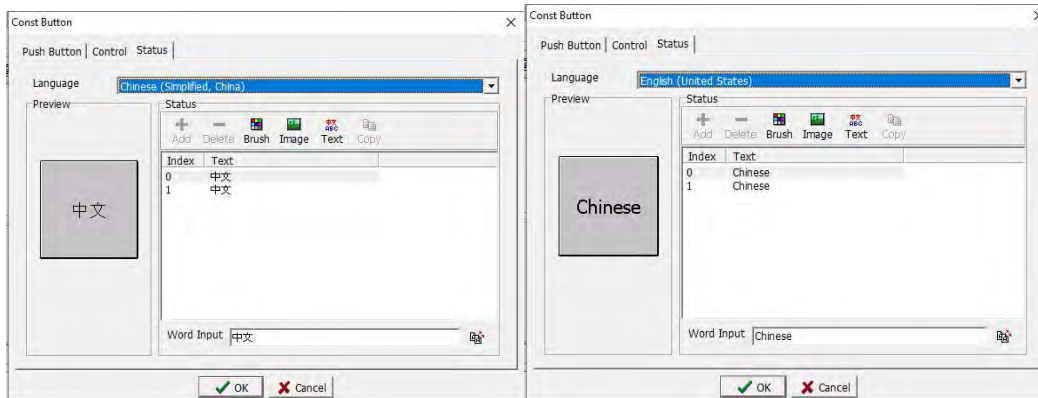 Const Button
Push Button Control Status
Language Chinese (Simplified, China)
Preview
Status
Add Delete Brush Image Text Copy
Index Text
0 中文
1 中文
中文
Word Input 中文
OK Cancel
Const Button
Push Button Control Status
Language English (United States)
Preview
Status
Add Delete Brush Image Text Copy
Index Text
0 Chinese
1 Chinese
Chinese
Word Input Chinese
OK Cancel